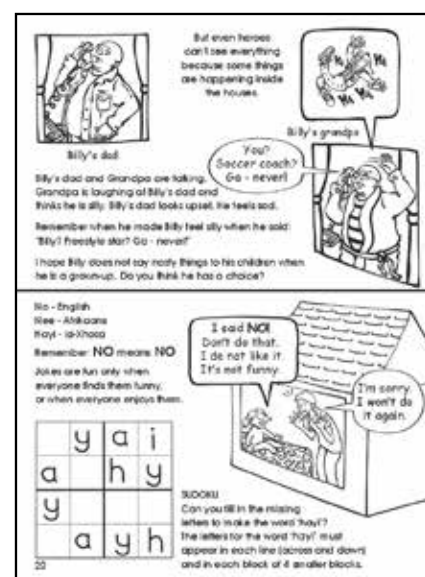 But even heroes
can't see everything
because some things
are happening inside
the houses.
Billy's dad
Ha Ha
Ha Ha
Billy's grandpa
You?
Soccer coach?
Ga - never!
Billy's dad and Grandpa are talking.
Grandpa is laughing at Billy's dad and
thinks he is silly. Billy's dad looks upset. He feels sad.
Remember when he made Billy feel silly when he said:
"Billy? Freestyle star? Ga - never!"
I hope Billy does not say nasty things to his children when
he is a grown-up. Do you think he has a choice?
No - English
Nee - Afrikaans
Hayi - isiXhosa
Remember NO means NO
Jokes are fun only when
everyone finds them funny,
or when everyone enjoys them.
I said NO!
Don't do that.
I do not like it.
It's not funny.
I'm sorry.
I won't do
it again.
y a i
a h y
y
a y h
SUDOKU
Can you fill in the missing
letters to make the word 'hayi'?
The letters for the word 'hayi' must
appear in each line (across and down)
and in each block of 4 smaller blocks.
20